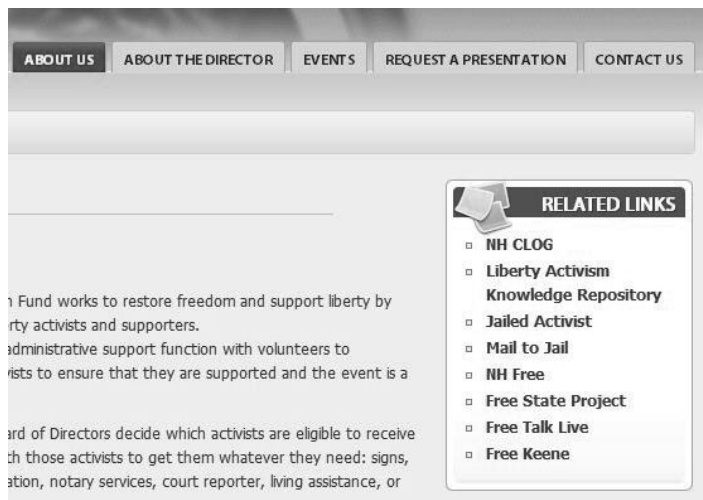 ABOUT US ABOUT THE DIRECTOR EVENTS REQUEST A PRESENTATION CONTACT US
RELATED LINKS
NH CLOG
Liberty Activism
Knowledge Repository
Jailed Activist
Mail to Jail
NH Free
Free State Project
Free Talk Live
Free Keene
n Fund works to restore freedom and support liberty by
erty activists and supporters.
administrative support function with volunteers to
vists to ensure that they are supported and the event is a
ard of Directors decide which activists are eligible to receive
th those activists to get them whatever they need: signs,
ation, notary services, court reporter, living assistance, or